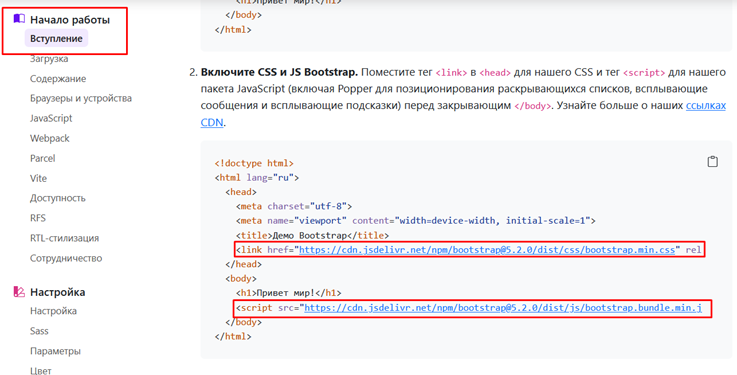 Начало работы
Вступление
Загрузка
Содержание
Браузеры и устройства
JavaScript
Webpack
Parcel
Vite
Доступность
RFS
RTL-стилизация
Сотрудничество
Настройка
Настройка
Sass
Параметры
Цвет
<h1>Привет мир!</h1>
</body>
</html>
2. Включите CSS и JS Bootstrap. Поместите тег <link> в <head> для нашего CSS и тег <script> для нашего
пакета JavaScript (включая Popper для позиционирования раскрывающихся списков, всплывающие
сообщения и всплывающие подсказки) перед закрывающим </body>. Узнайте больше о наших ссылках
CDN.
<!doctype html>
<html lang="ru">
<head>
<meta charset="utf-8">
<meta name="viewport" content="width=device-width, initial-scale=1">
<title>Демо Bootstrap</title>
<link href="https://cdn.jsdelivr.net/npm/bootstrap@5.2.0/dist/css/bootstrap.min.css" rel
</head>
<body>
<h1>Привет мир!</h1>
<script src="https://cdn.jsdelivr.net/npm/bootstrap@5.2.0/dist/js/bootstrap.bundle.min.j
</body>
</html>